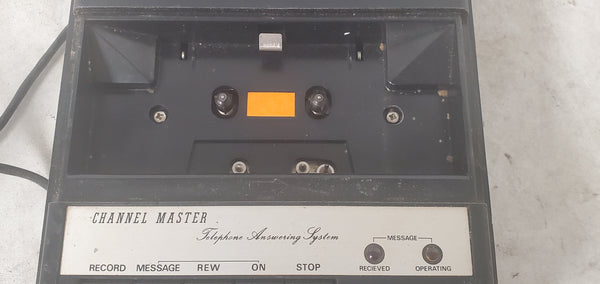 CHANNEL MASTER
Telephone Answering System
MESSAGE
RECIEVED OPERATING
RECORD MESSAGE REW ON STOP